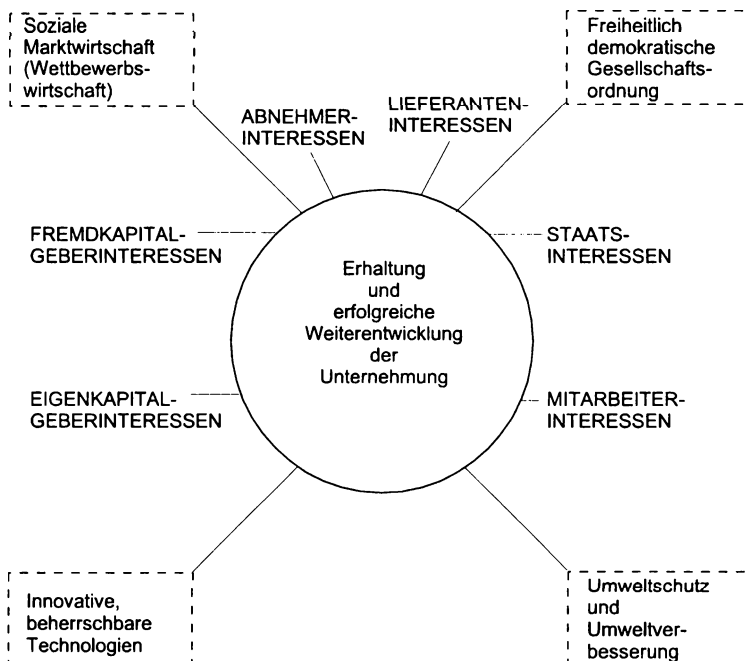 Soziale
Marktwirtschaft
(Wettbewerbs-
wirtschaft)
Freiheitlich
demokratische
Gesellschafts-
ordnung
ABNEHMER-
INTERESSEN
LIEFERANTEN-
INTERESSEN
FREMDKAPITAL-
GEBERINTERESSEN
STAATS-
INTERESSEN
Erhaltung
und
erfolgreiche
Weiterentwicklung
der
Unternehmung
EIGENKAPITAL-
GEBERINTERESSEN
MITARBEITER-
INTERESSEN
Innovative,
beherrschbare
Technologien
Umweltschutz
und
Umweltver-
besserung